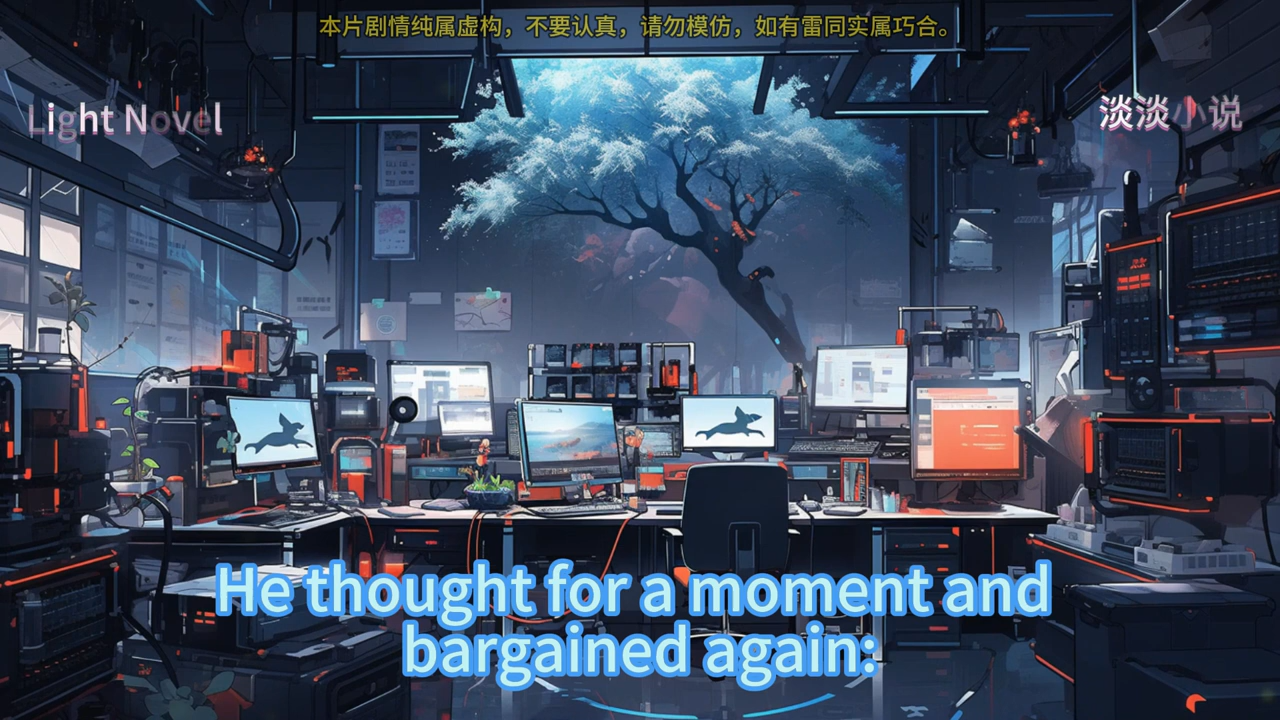 本片剧情纯属虚构，不要认真，请勿模仿，如有雷同实属巧合。
Light Novel
淡淡小说
He thought for a moment and
bargained again: